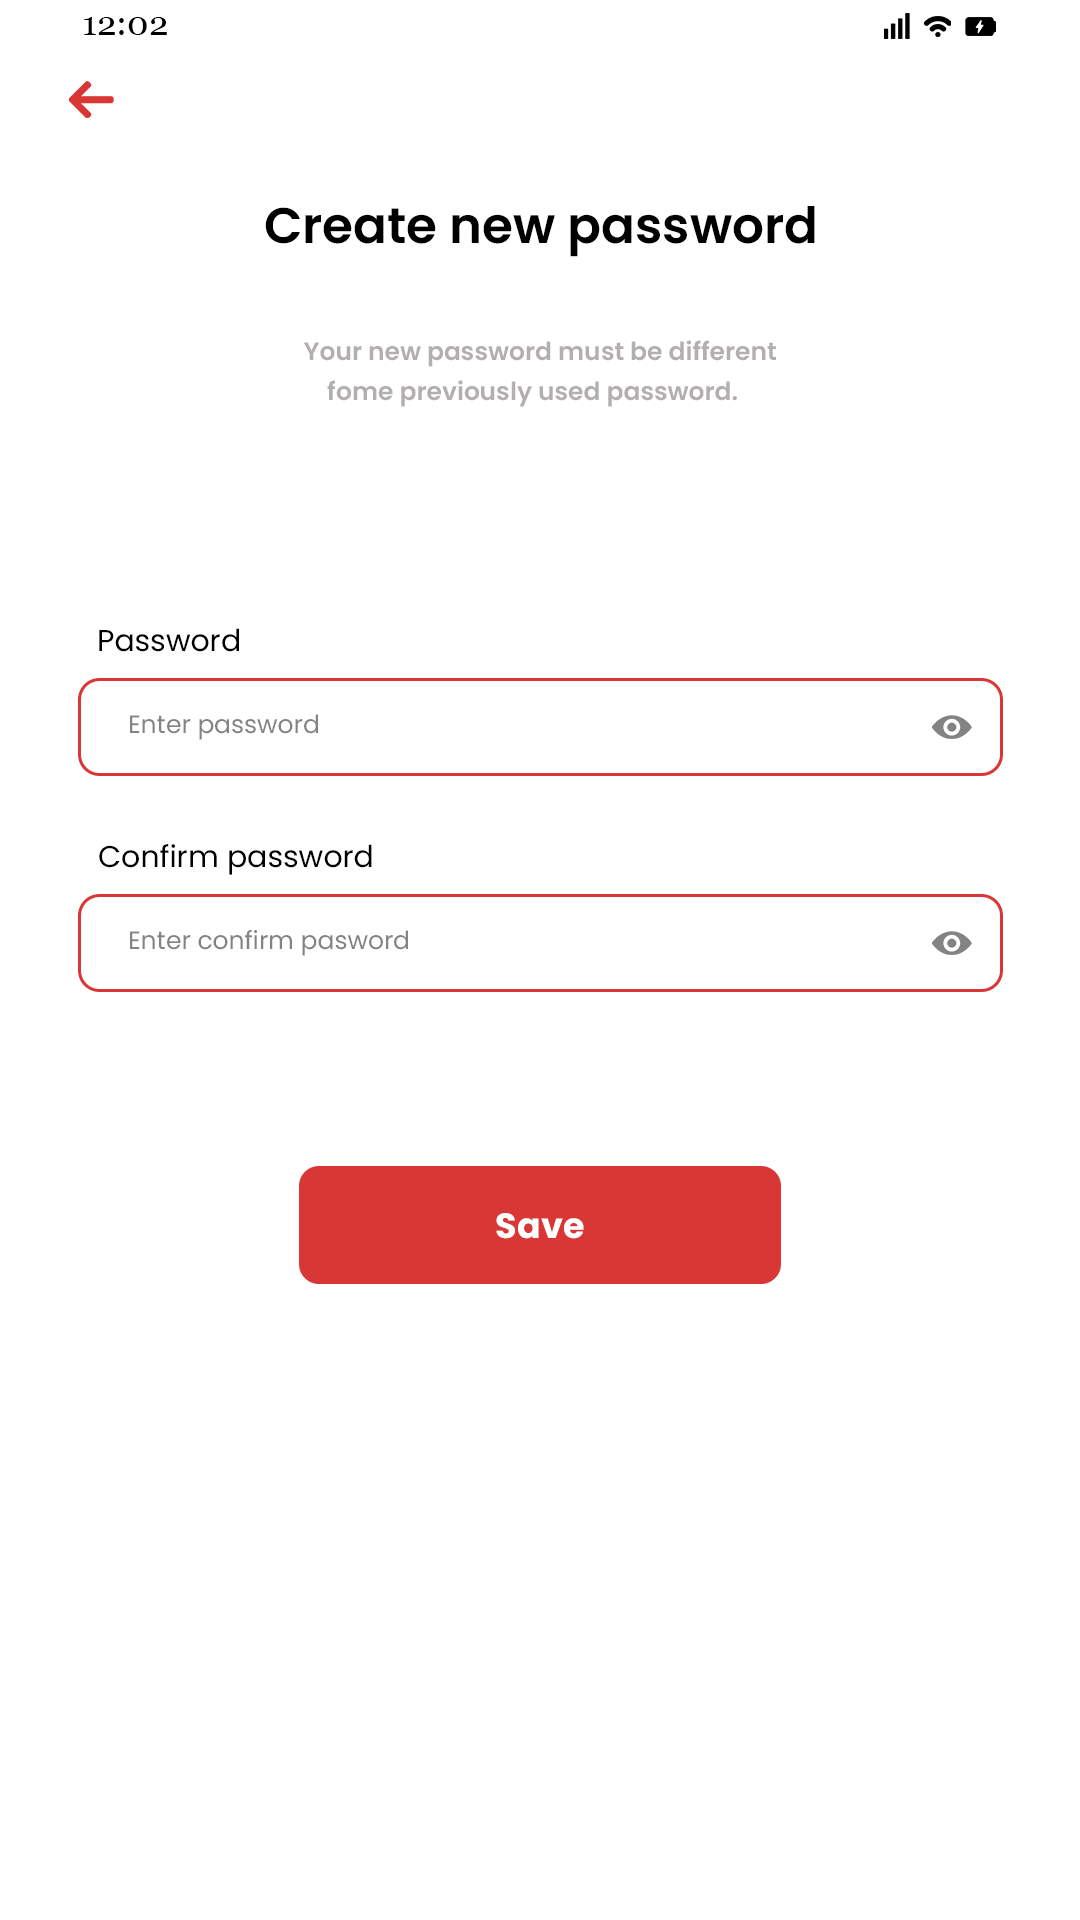 12:02
Create new password
Your new password must be different
fome previously used password.
Password
Enter password
Confirm password
Enter confirm pasword
Save